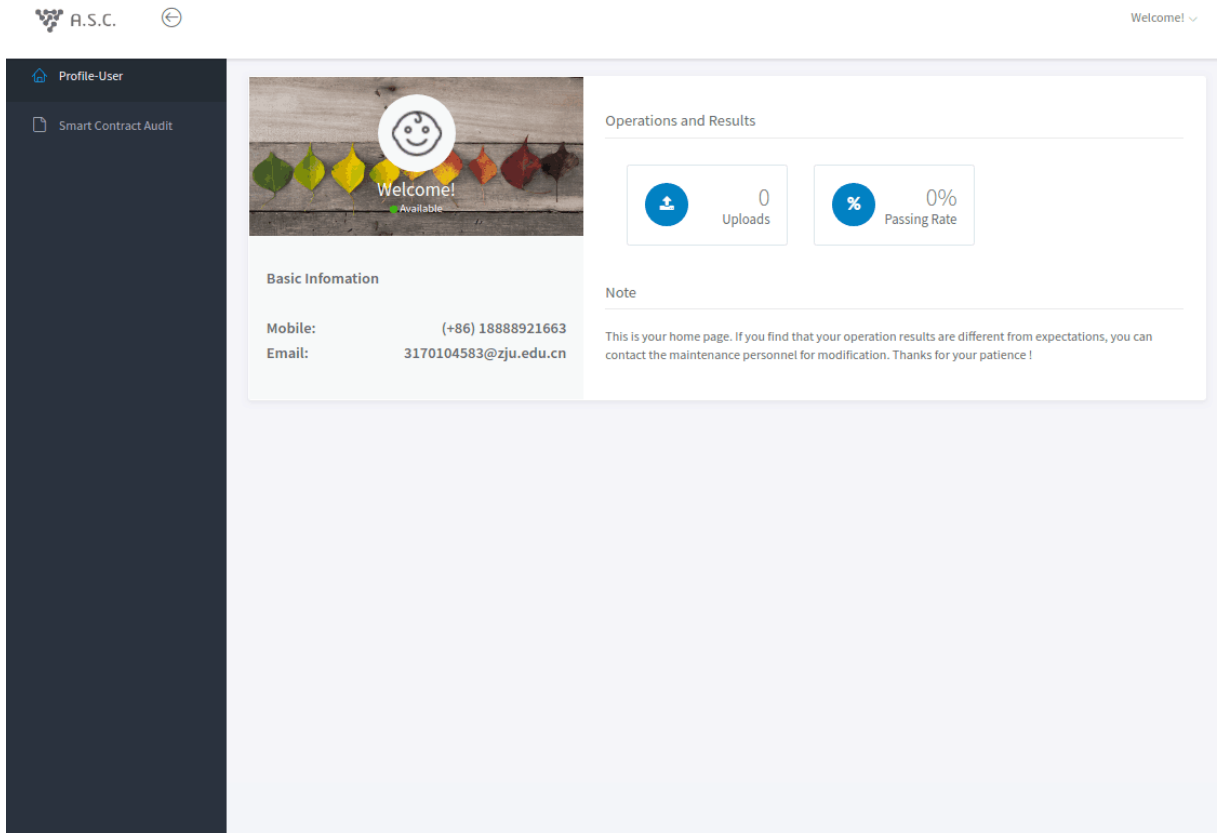 A.S.C.
Welcome!
Profile-User
Smart Contract Audit
Welcome!
Available
Basic Infomation
Mobile: (+86) 18888921663
Email: 3170104583@zju.edu.cn
Operations and Results
0
Uploads
%
0%
Passing Rate
Note
This is your home page. If you find that your operation results are different from expectations, you can
contact the maintenance personnel for modification. Thanks for your patience !